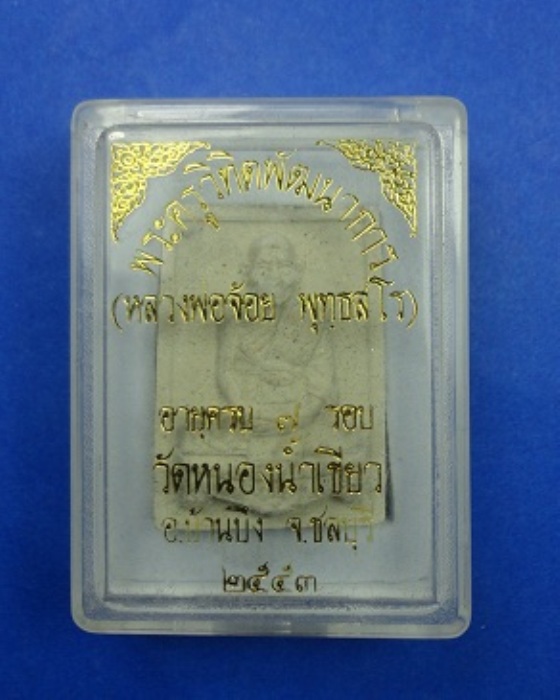 พระครูวิทิตพัฒนาการ
(หลวงพ่อจ้อย พุทฺธสโร)
อายุครบ ๗ รอบ
วัดหนองน้ำเขียว
อ.บ้านบึง จ.ชลบุรี
๒๕๕๓